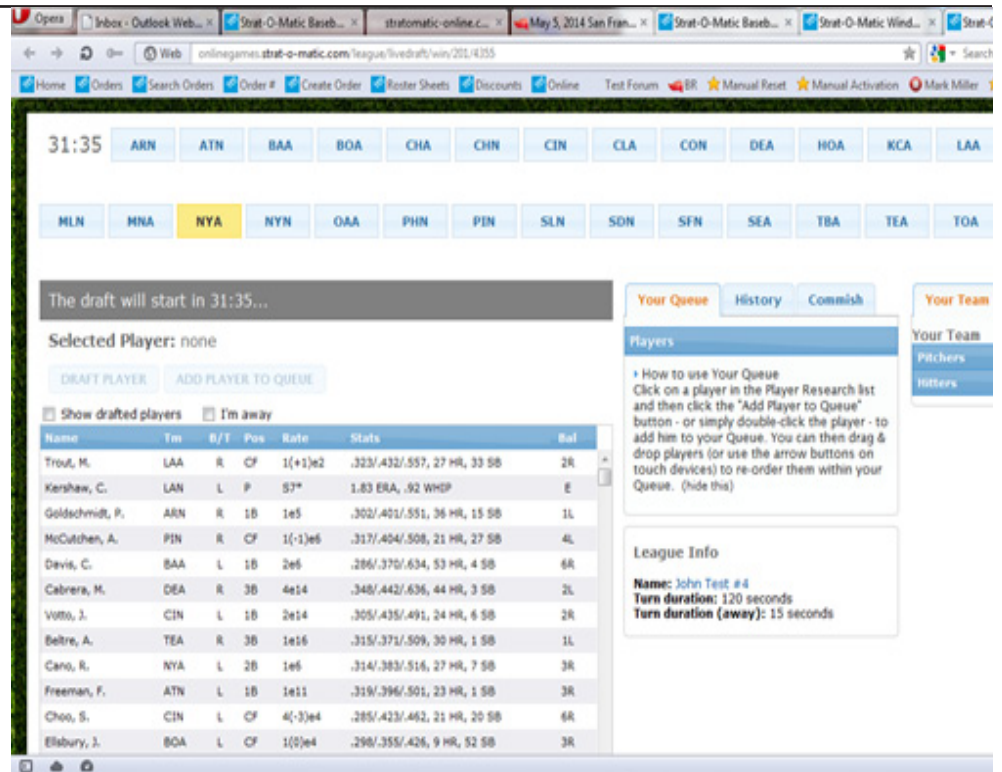 Opera
Inbox - Outlook Web... ×
Strat-O-Matic Baseb... ×
stratomatic-online.c... ×
May 5, 2014 San Fran... ×
Strat-O-Matic Baseb... ×
Strat-O-Matic Wind... ×
Strat-O
Web
onlinegames.strat-o-matic.com/league/livedraft/win/201/4355
Search
Home
Orders
Search Orders
Order #
Create Order
Roster Sheets
Discounts
Online
Test Forum
BR
Manual Reset
Manual Activation
Mark Miller
31:35 ARN ATN BAA BOA CHA CHN CIN CLA CON DEA HOA KCA LAA
MLN MNA NYA NYN OAA PHN PIN SLN SDN SFN SEA TBA TEA TOA
The draft will start in 31:35...
Selected Player: none
DRAFT PLAYER
ADD PLAYER TO QUEUE
Show drafted players
I'm away
Name Tm B/T Pos Rate Stats Bal
Trout, M. LAA R CF 1(+1)e2 .323/.432/.557, 27 HR, 33 SB 2R
Kershaw, C. LAN L P S7* 1.83 ERA, .92 WHIP E
Goldschmidt, P. ARN R 1B 1e5 .302/.401/.551, 36 HR, 15 SB 1L
McCutchen, A. PIN R CF 1(-1)e6 .317/.404/.508, 21 HR, 27 SB 4L
Davis, C. BAA L 1B 2e6 .286/.370/.634, 53 HR, 4 SB 6R
Cabrera, M. DEA R 3B 4e14 .348/.442/.636, 44 HR, 3 SB 2L
Votto, J. CIN L 1B 2e14 .305/.435/.491, 24 HR, 6 SB 2R
Beltre, A. TEA R 3B 1e16 .315/.371/.509, 30 HR, 1 SB 1L
Cano, R. NYA L 2B 1e6 .314/.383/.516, 27 HR, 7 SB 3R
Freeman, F. ATN L 1B 1e11 .319/.396/.501, 23 HR, 1 SB 3R
Choo, S. CIN L CF 4(-3)e4 .285/.423/.462, 21 HR, 20 SB 6R
Ellsbury, J. BOA L CF 1(0)e4 .298/.355/.426, 9 HR, 52 SB 3R
Your Queue
History
Commish
Players
How to use Your Queue
Click on a player in the Player Research list
and then click the "Add Player to Queue"
button - or simply double-click the player - to
add him to your Queue. You can then drag &
drop players (or use the arrow buttons on
touch devices) to re-order them within your
Queue. (hide this)
League Info
Name: John Test #4
Turn duration: 120 seconds
Turn duration (away): 15 seconds
Your Team
Your Team
Pitchers
Hitters